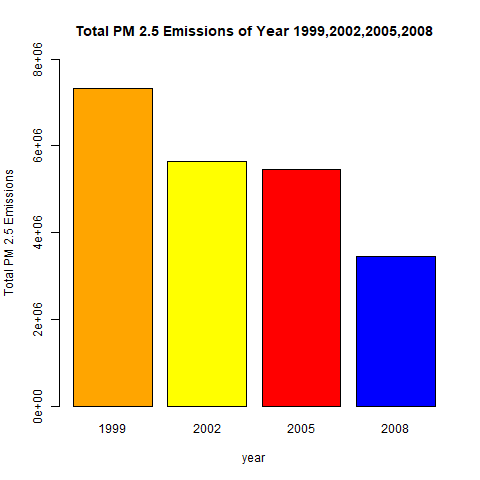 Total PM 2.5 Emissions of Year 1999,2002,2005,2008
Total PM 2.5 Emissions
8e+06
6e+06
4e+06
2e+06
0e+00
1999 2002 2005 2008
year